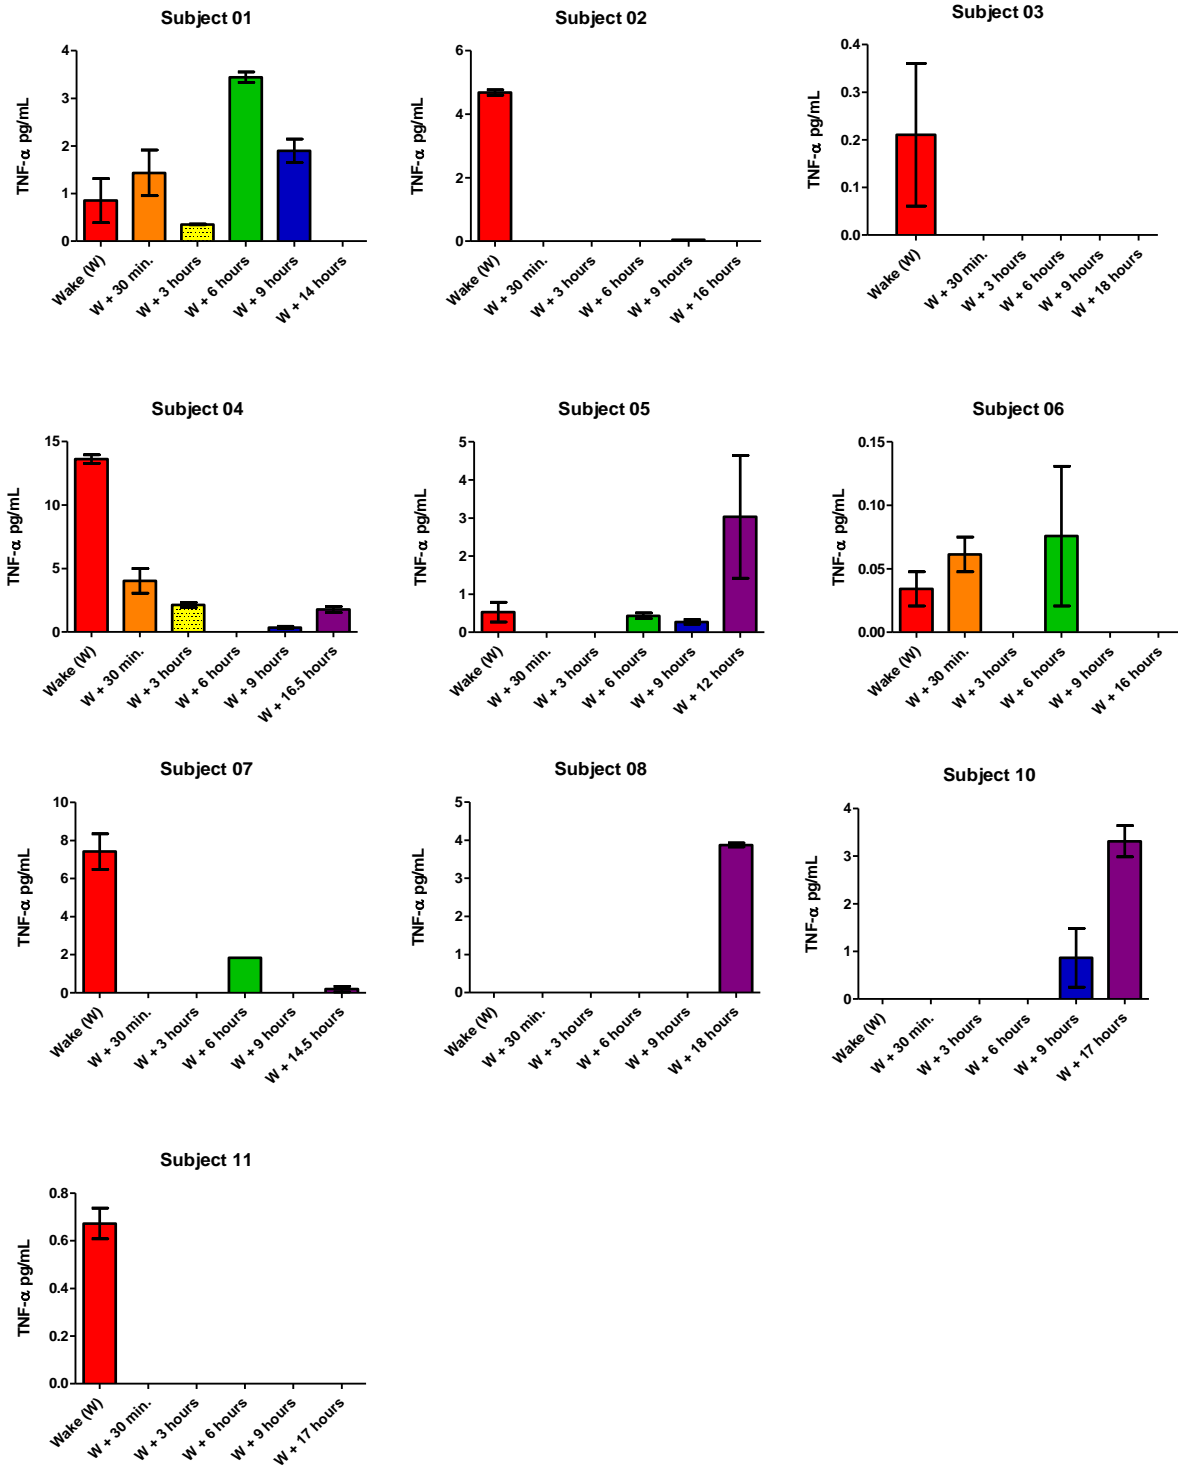 Subject 01
TNF-α pg/mL
4
3
2
1
0
Wake (W)
W + 30 min.
W + 3 hours
W + 6 hours
W + 9 hours
W + 14 hours
Subject 02
TNF-α pg/mL
6
4
2
0
Wake (W)
W + 30 min.
W + 3 hours
W + 6 hours
W + 9 hours
W + 16 hours
Subject 03
TNF-α pg/mL
0.4
0.3
0.2
0.1
0.0
Wake (W)
W + 30 min.
W + 3 hours
W + 6 hours
W + 9 hours
W + 18 hours
Subject 04
TNF-α pg/mL
15
10
5
0
Wake (W)
W + 30 min.
W + 3 hours
W + 6 hours
W + 9 hours
W + 16.5 hours
Subject 05
TNF-α pg/mL
5
4
3
2
1
0
Wake (W)
W + 30 min.
W + 3 hours
W + 6 hours
W + 9 hours
W + 12 hours
Subject 06
TNF-α pg/mL
0.15
0.10
0.05
0.00
Wake (W)
W + 30 min.
W + 3 hours
W + 6 hours
W + 9 hours
W + 16 hours
Subject 07
TNF-α pg/mL
10
8
6
4
2
0
Wake (W)
W + 30 min.
W + 3 hours
W + 6 hours
W + 9 hours
W + 14.5 hours
Subject 08
TNF-α pg/mL
5
4
3
2
1
0
Wake (W)
W + 30 min.
W + 3 hours
W + 6 hours
W + 9 hours
W + 18 hours
Subject 10
TNF-α pg/mL
4
3
2
1
0
Wake (W)
W + 30 min.
W + 3 hours
W + 6 hours
W + 9 hours
W + 17 hours
Subject 11
TNF-α pg/mL
0.8
0.6
0.4
0.2
0.0
Wake (W)
W + 30 min.
W + 3 hours
W + 6 hours
W + 9 hours
W + 17 hours